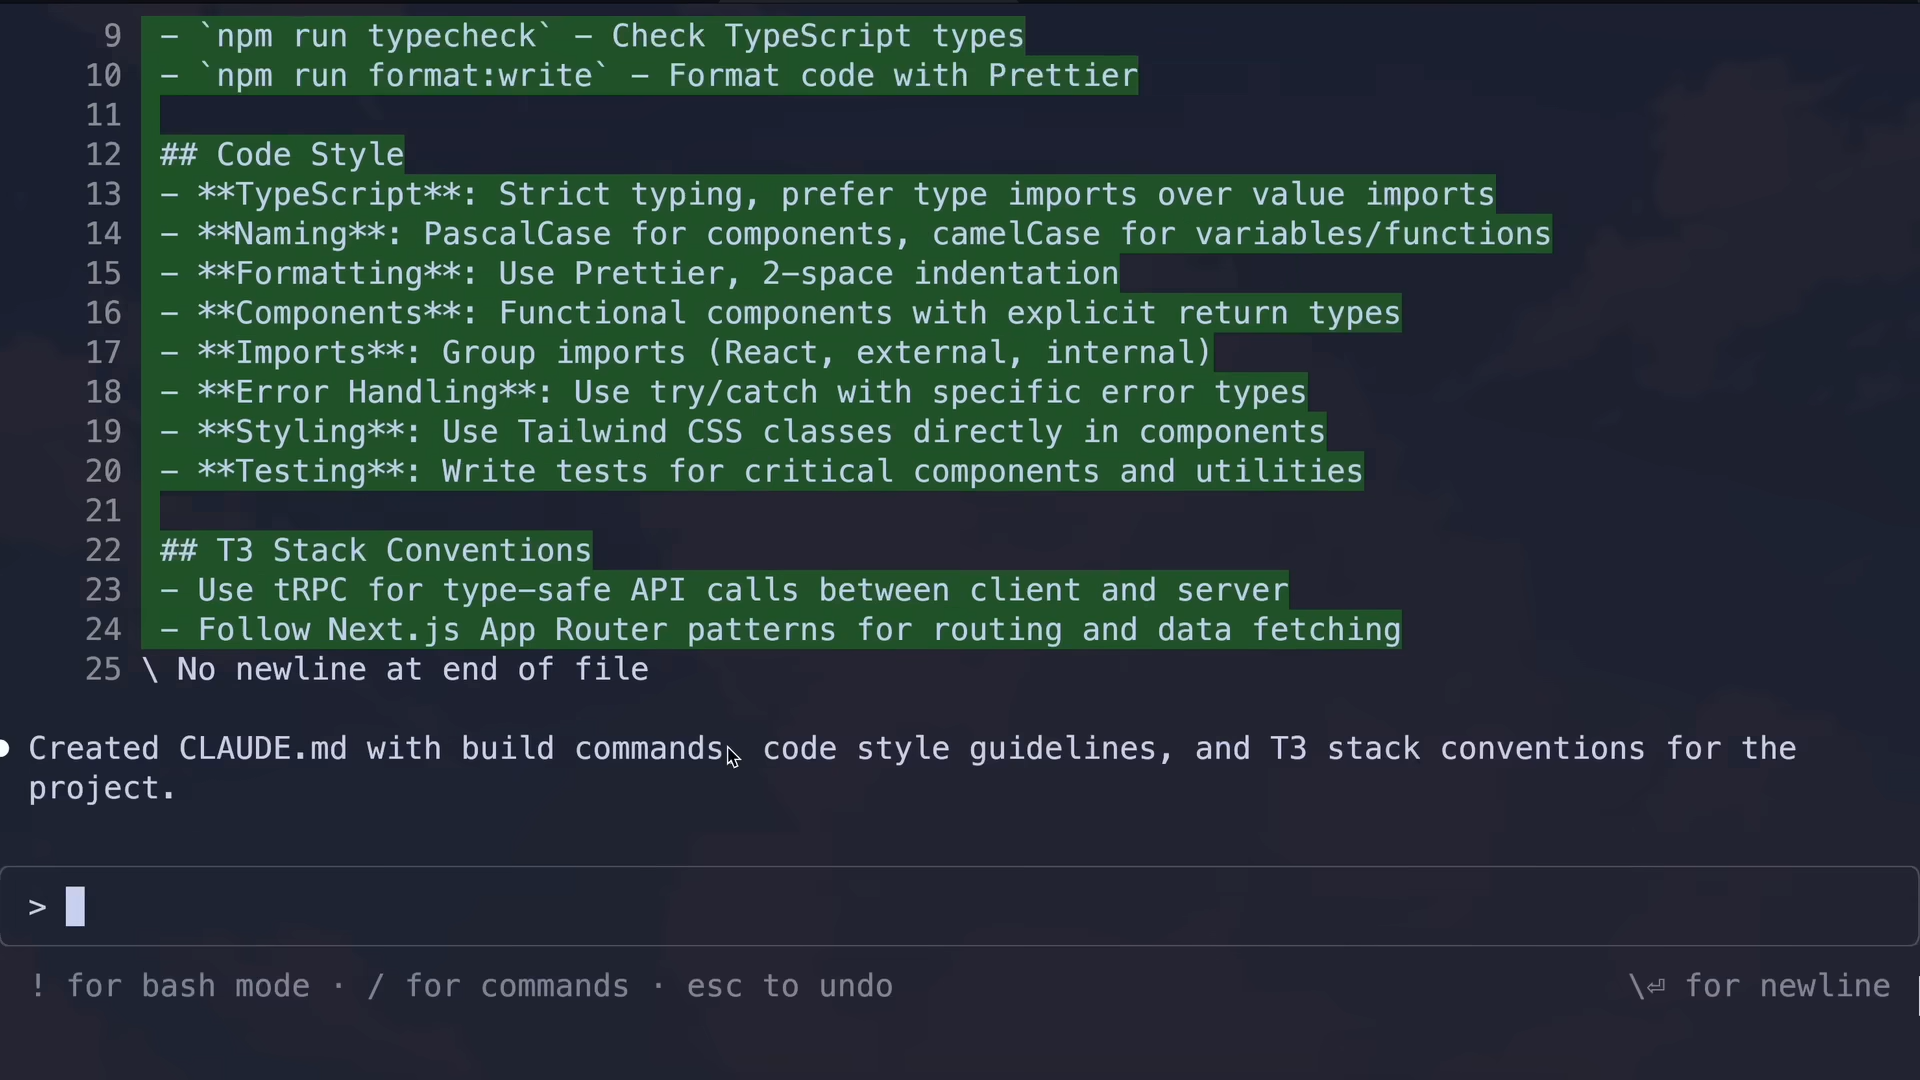 9 - `npm run typecheck` - Check TypeScript types
10 - `npm run format:write` - Format code with Prettier
11
12 ## Code Style
13 - **TypeScript**: Strict typing, prefer type imports over value imports
14 - **Naming**: PascalCase for components, camelCase for variables/functions
15 - **Formatting**: Use Prettier, 2-space indentation
16 - **Components**: Functional components with explicit return types
17 - **Imports**: Group imports (React, external, internal)
18 - **Error Handling**: Use try/catch with specific error types
19 - **Styling**: Use Tailwind CSS classes directly in components
20 - **Testing**: Write tests for critical components and utilities
21
22 ## T3 Stack Conventions
23 - Use tRPC for type-safe API calls between client and server
24 - Follow Next.js App Router patterns for routing and data fetching
25 \ No newline at end of file
● Created CLAUDE.md with build commands, code style guidelines, and T3 stack conventions for the
project.
>
! for bash mode · / for commands · esc to undo \⏎ for newline